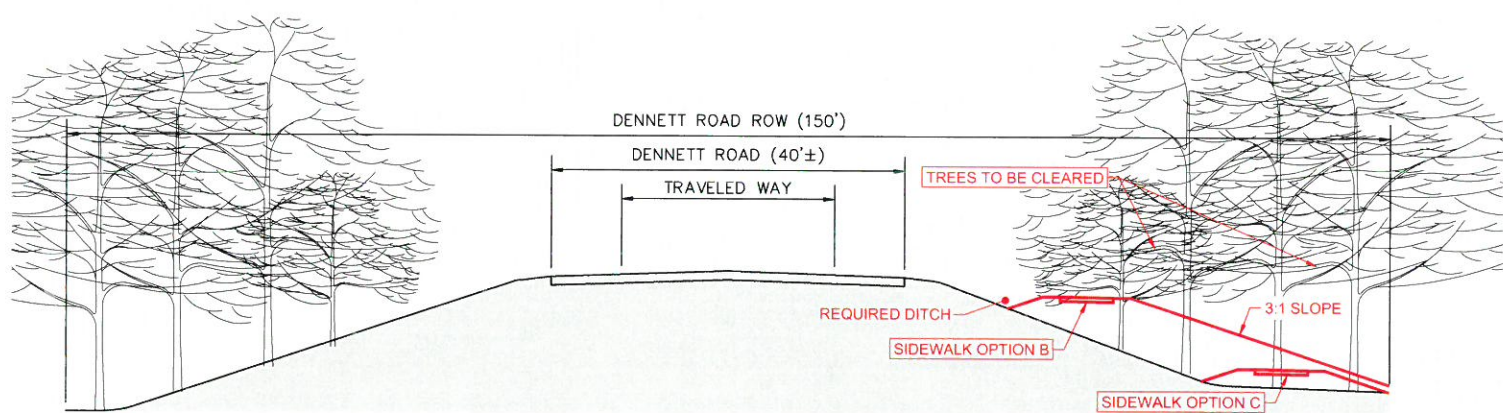 DENNETT ROAD ROW (150')
DENNETT ROAD (40'±)
TRAVELED WAY
TREES TO BE CLEARED
REQUIRED DITCH
3:1 SLOPE
SIDEWALK OPTION B
SIDEWALK OPTION C